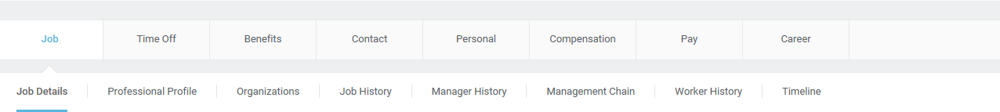 Job Time Off Benefits Contact Personal Compensation Pay Career
Job Details Professional Profile Organizations Job History Manager History Management Chain Worker History Timeline